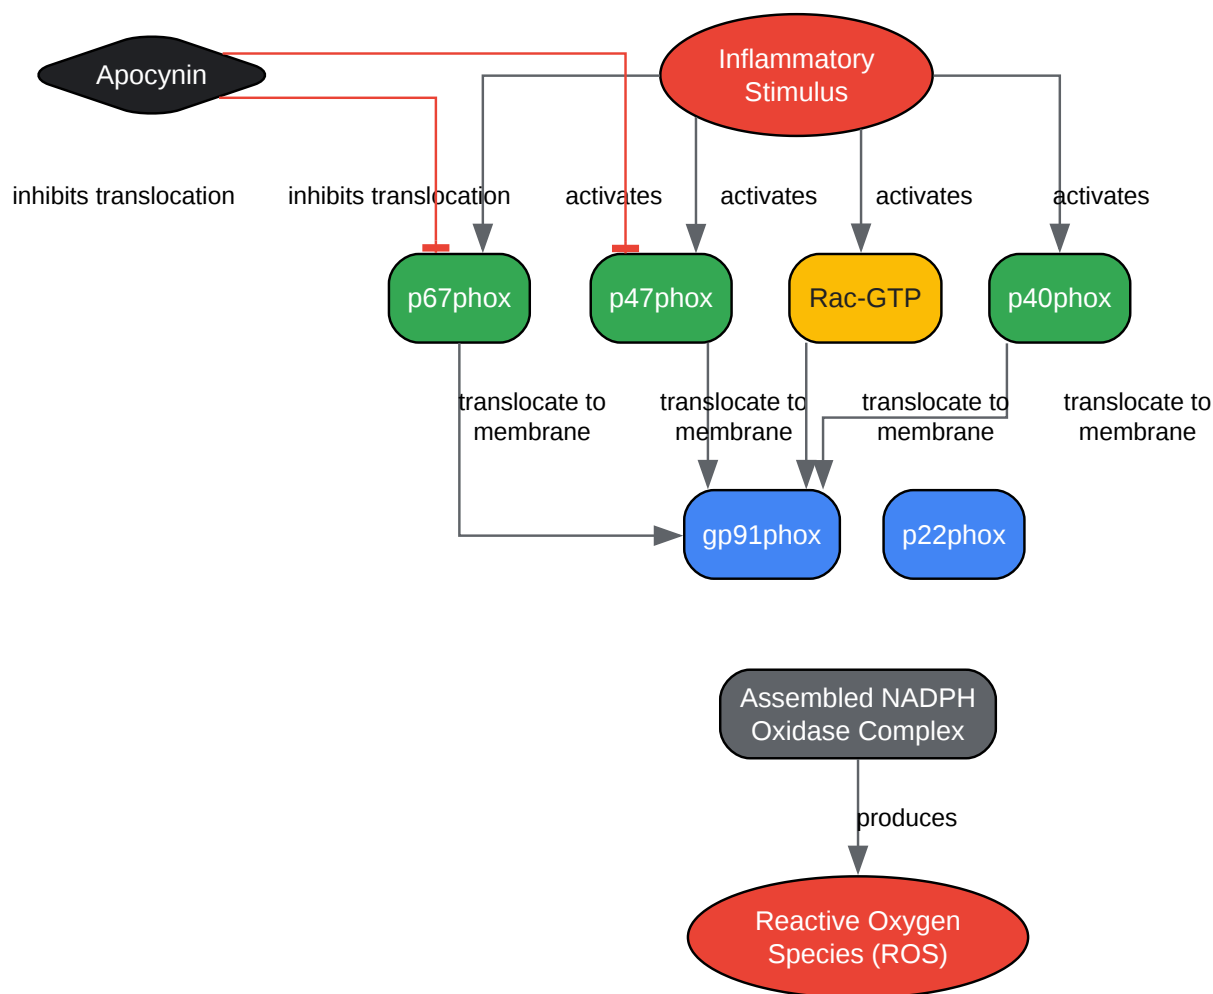 Apocynin
Inflammatory
Stimulus
inhibits translocation
inhibits translocation
activates
activates
activates
activates
p67phox
p47phox
Rac-GTP
p40phox
translocate to
membrane
translocate to
membrane
translocate to
membrane
translocate to
membrane
gp91phox
p22phox
Assembled NADPH
Oxidase Complex
produces
Reactive Oxygen
Species (ROS)